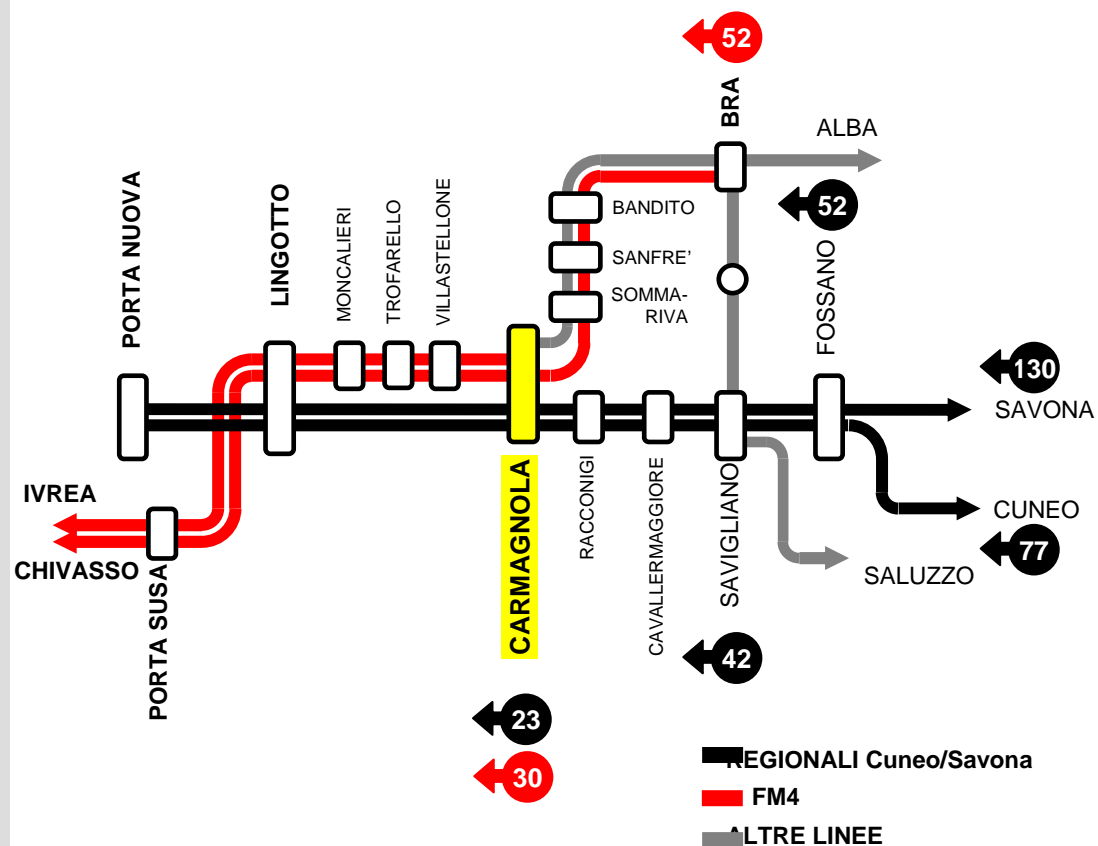 52
BRA
ALBA
PORTA NUOVA
LINGOTTO
MONCALIERI
TROFARELLO
VILLASTELLONE
BANDITO
52
SANFRE’
SOMMA-
RIVA
FOSSANO
130
SAVONA
IVREA
CHIVASSO
PORTA SUSA
CARMAGNOLA
RACCONIGI
CAVALLERMAGGIORE
SAVIGLIANO
CUNEO
77
SALUZZO
42
23
30
REGIONALI Cuneo/Savona
FM4
ALTRE LINEE